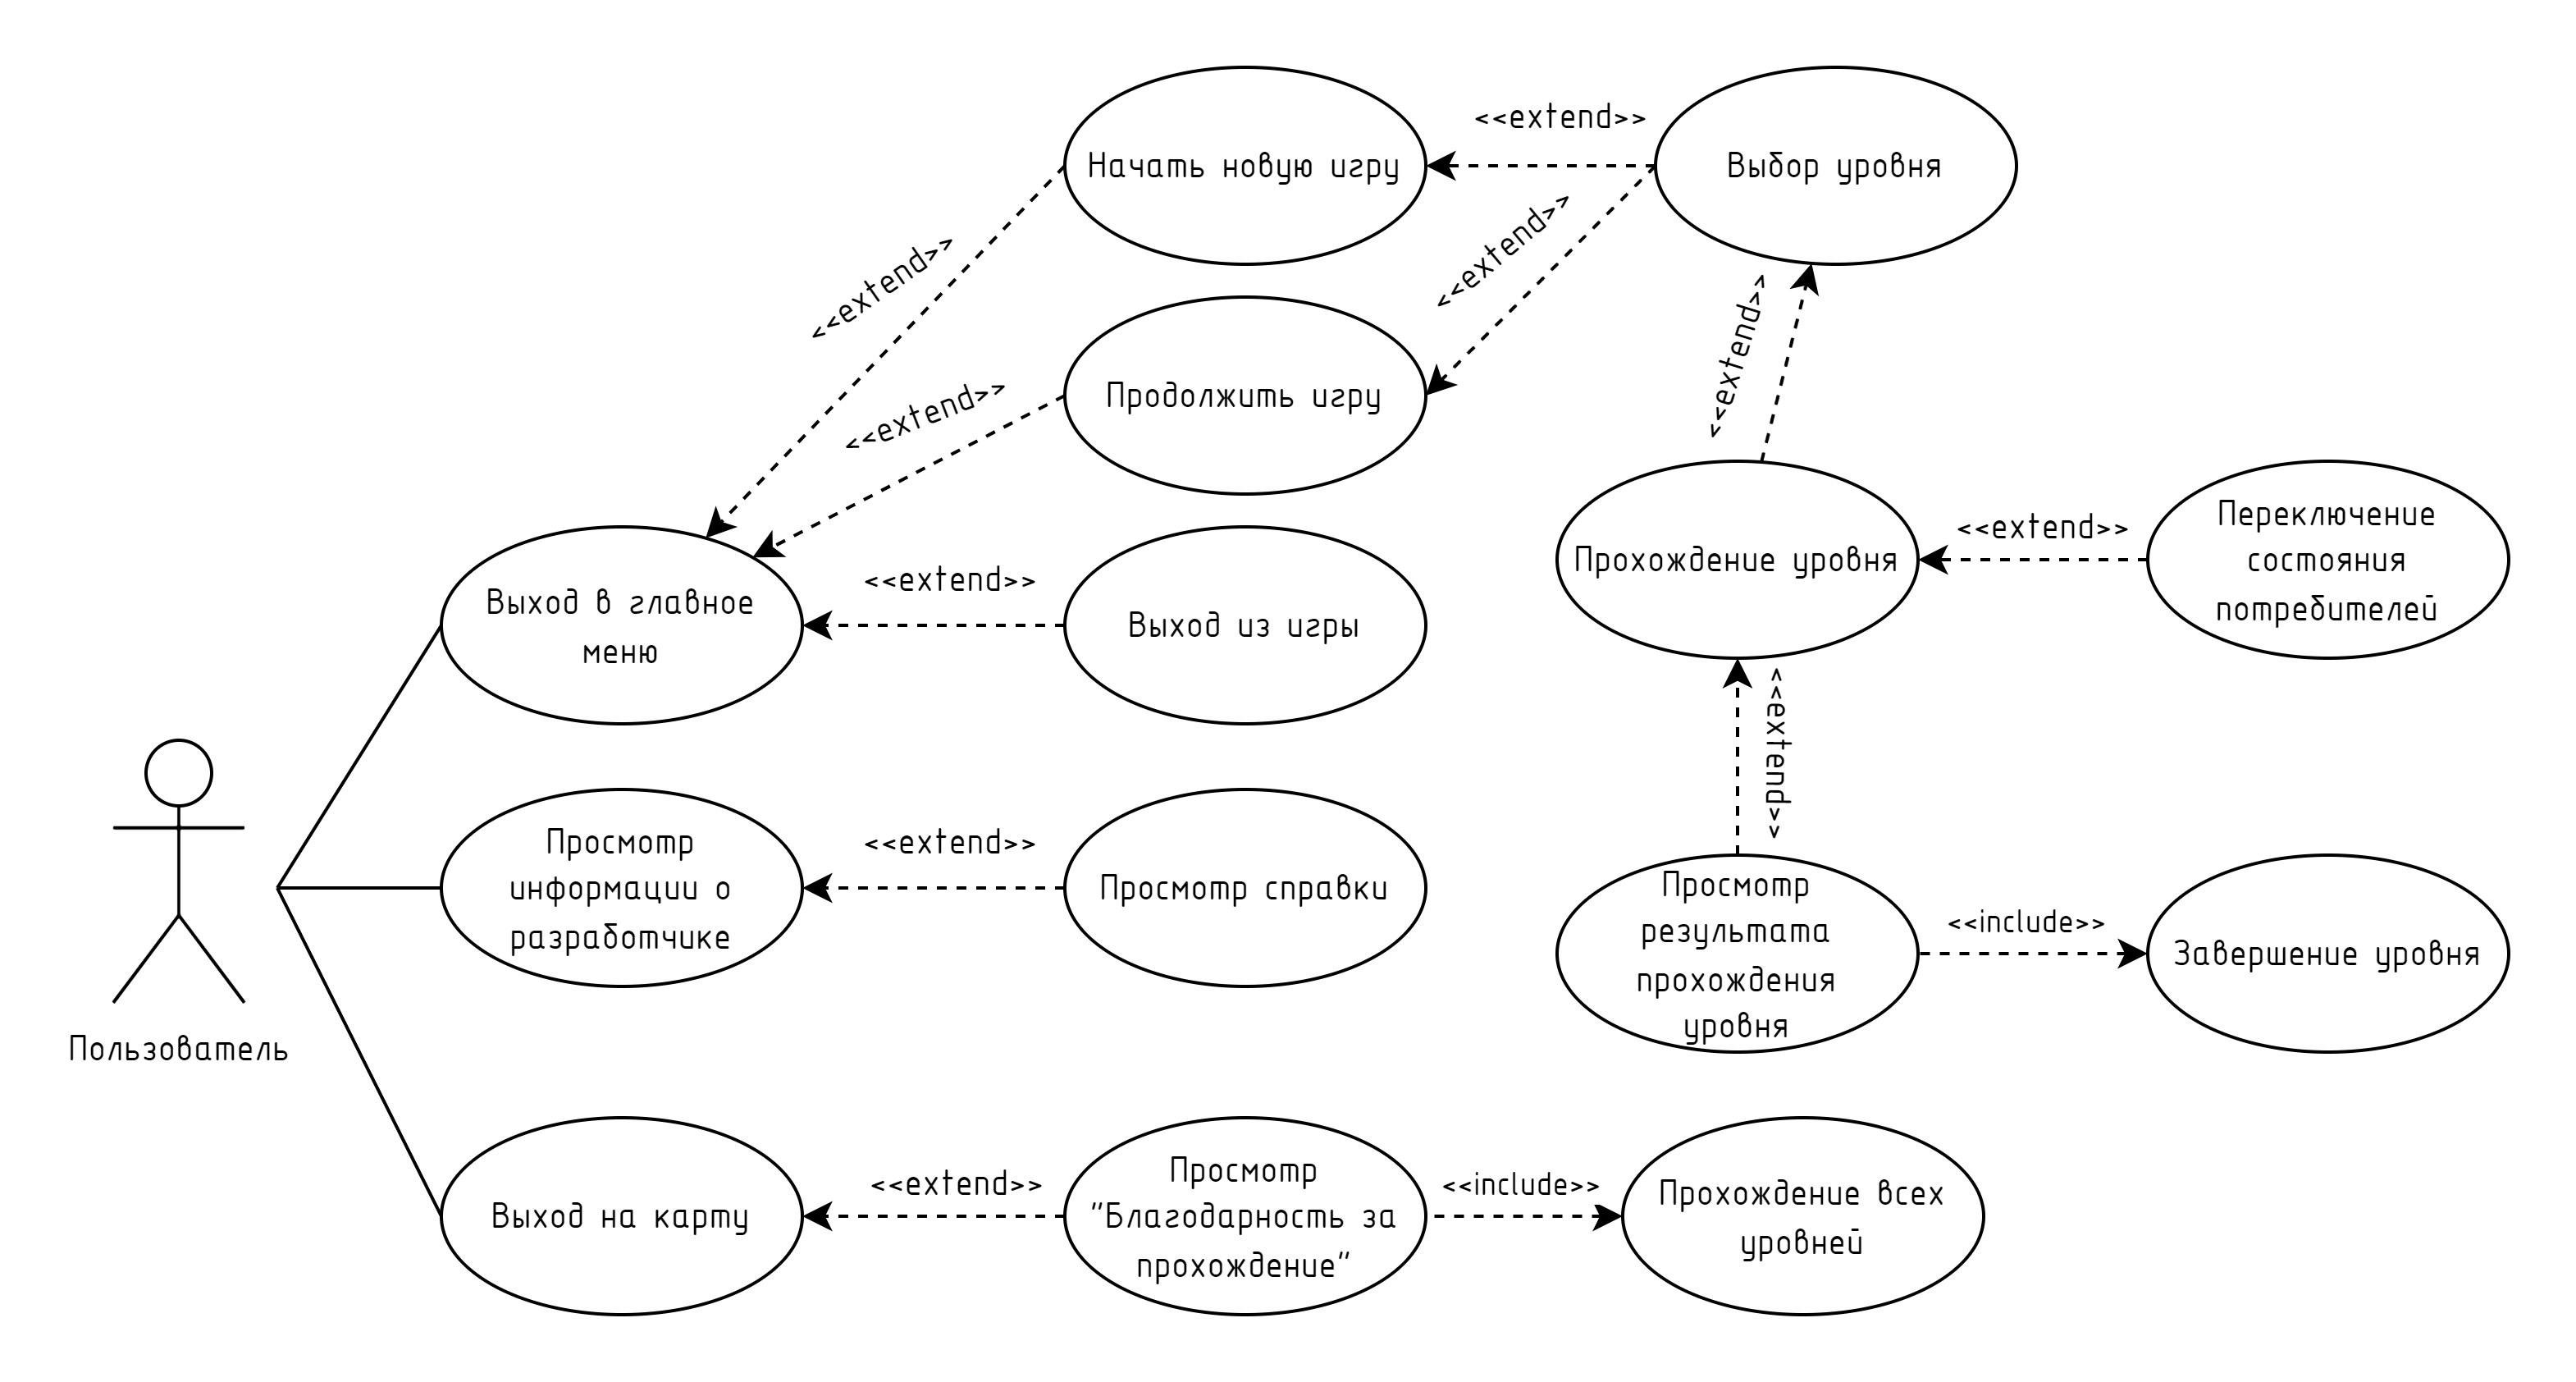 <<extend>>
Начать новую игру
Выбор уровня
<<extend>>
<<extend>>
<<extend>>
<<extend>>
Продолжить игру
Переключение
состояния
потребителей
<<extend>>
Прохождение уровня
<<extend>>
Выход в главное
меню
Выход из игры
<<extend>>
Просмотр
информации о
разработчике
<<extend>>
Просмотр справки
Просмотр
результата
прохождения
уровня
<<include>>
Завершение уровня
Пользователь
Выход на карту
<<extend>>
Просмотр
"Благодарность за
прохождение"
<<include>>
Прохождение всех
уровней